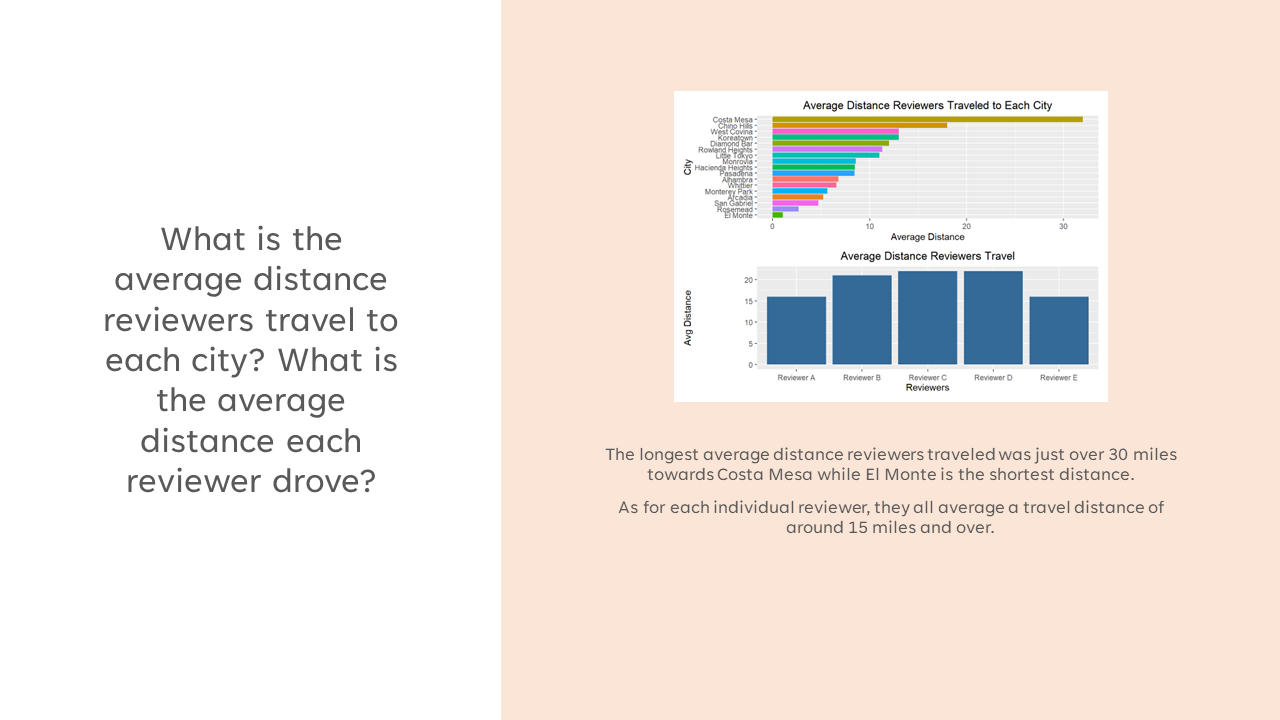 What is the
average distance
reviewers travel to
each city? What is
the average
distance each
reviewer drove?
Average Distance Reviewers Traveled to Each City
City
Costa Mesa
Chino Hills
West Covina
Koreatown
Diamond Bar
Rowland Heights
Little Tokyo
Monrovia
Hacienda Heights
Pasadena
Alhambra
Whittier
Monterey Park
Arcadia
San Gabriel
Rosemead
El Monte
0 10 20 30
Average Distance
Average Distance Reviewers Travel
Avg Distance
20
15
10
5
0
Reviewer A Reviewer B Reviewer C Reviewer D Reviewer E
Reviewers
The longest average distance reviewers traveled was just over 30 miles
towards Costa Mesa while El Monte is the shortest distance.
As for each individual reviewer, they all average a travel distance of
around 15 miles and over.